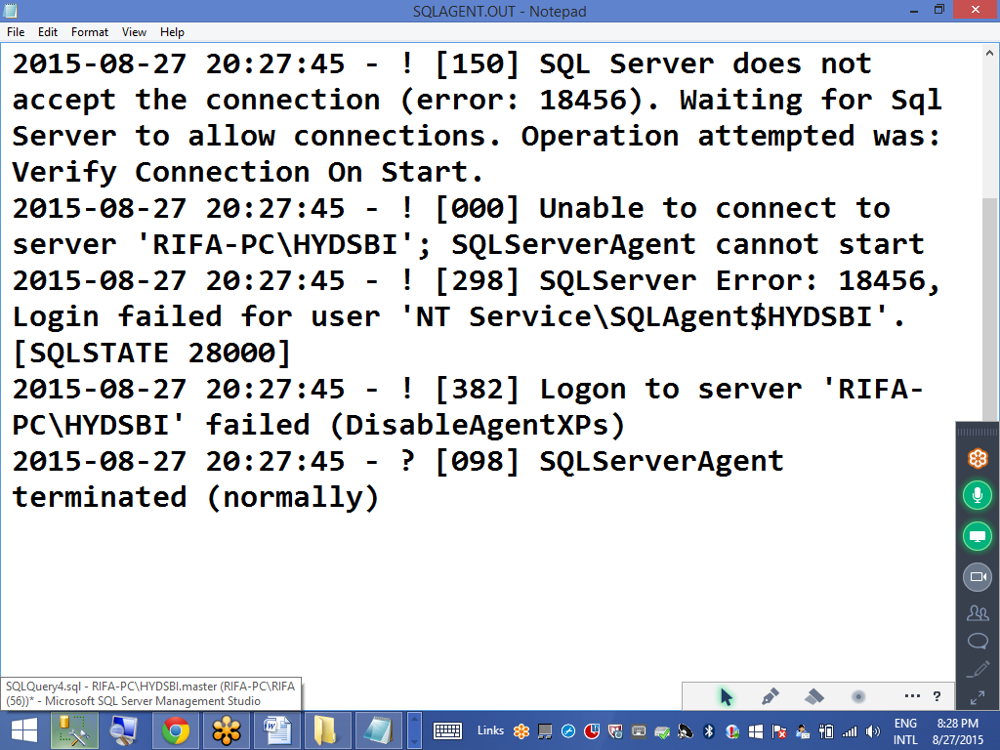 SQLAGENT.OUT - Notepad
File Edit Format View Help
2015-08-27 20:27:45 - ! [150] SQL Server does not
accept the connection (error: 18456). Waiting for Sql
Server to allow connections. Operation attempted was:
Verify Connection On Start.
2015-08-27 20:27:45 - ! [000] Unable to connect to
server 'RIFA-PC\HYDSBI'; SQLServerAgent cannot start
2015-08-27 20:27:45 - ! [298] SQLServer Error: 18456,
Login failed for user 'NT Service\SQLAgent$HYDSBI'.
[SQLSTATE 28000]
2015-08-27 20:27:45 - ! [382] Logon to server 'RIFA-
PC\HYDSBI' failed (DisableAgentXPs)
2015-08-27 20:27:45 - ? [098] SQLServerAgent
terminated (normally)
SQLQuery4.sql - RIFA-PC\HYDSBI.master (RIFA-PC\RIFA
(56))* - Microsoft SQL Server Management Studio
... ?
Links
ENG 8:28 PM
INTL 8/27/2015